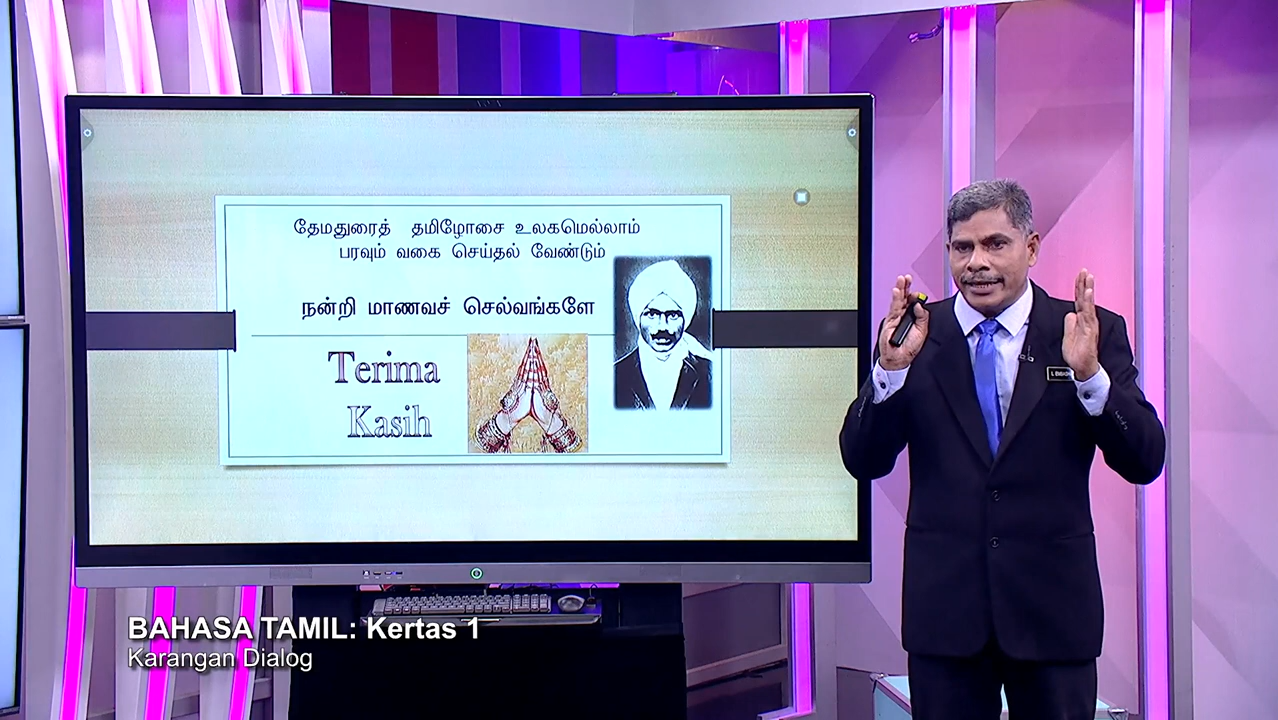 தேமதுரைத் தமிழோசை உலகமெல்லாம்
பரவும் வகை செய்தல் வேண்டும்
நன்றி மாணவச் செல்வங்களே
Terima
Kasih
BAHASA TAMIL: Kertas 1
Karangan Dialog